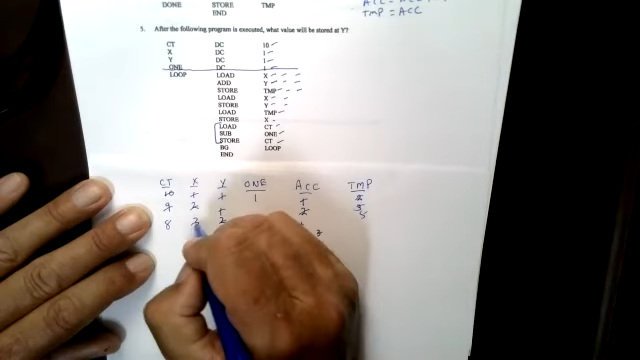 DONE STORE TMP
END
TMP = ACC
5. After the following program is executed, what value will be stored at Y?
CT DC 10
X DC 1
Y DC 1
ONE DC 1
LOOP LOAD X
ADD Y
STORE TMP
LOAD X
STORE Y
LOAD TMP
STORE X
LOAD CT
SUB ONE
STORE CT
BG LOOP
END
CT X Y ONE ACC TMP
10 1 1 1 1 2
9 2 1 2 3
8 3 2 5
3